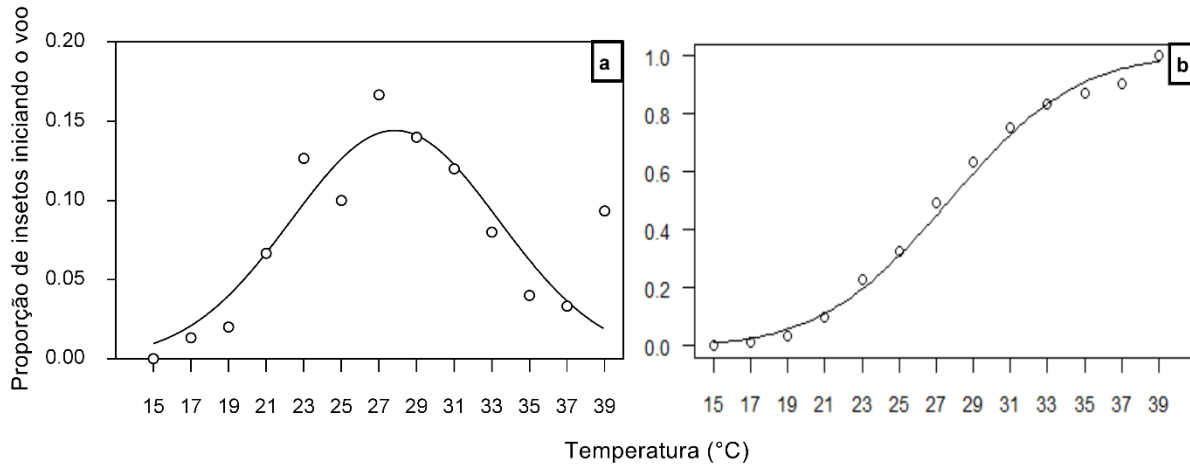 Proporção de insetos iniciando o voo
0.20
0.15
0.10
0.05
0.00
a
15 17 19 21 23 25 27 29 31 33 35 37 39
1.0
0.8
0.6
0.4
0.2
0.0
b
15 17 19 21 23 25 27 29 31 33 35 37 39
Temperatura (°C)